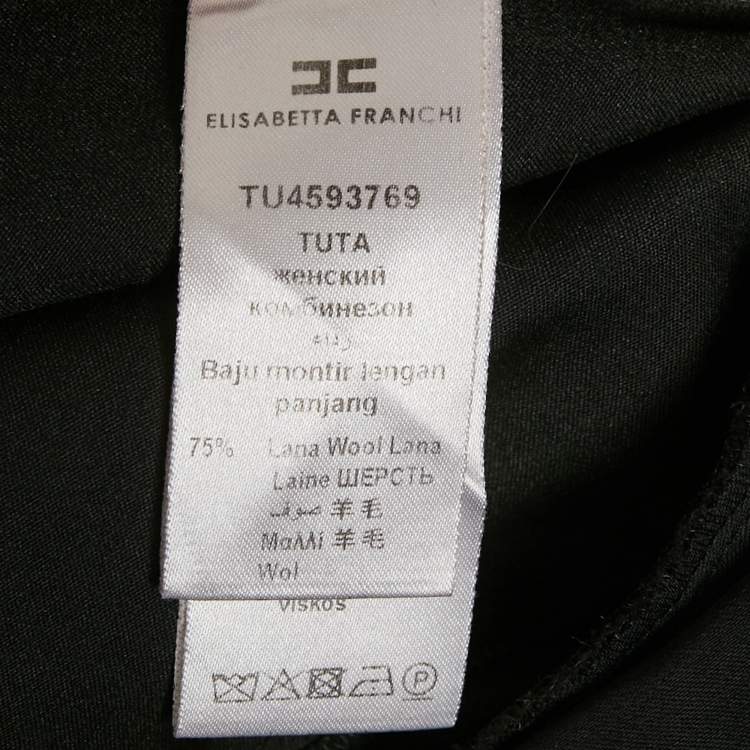 ELISABETTA FRANCHI
TU4593769
TUTA
женский
комбинезон
Baju montir lengan
panjang
75% Lana Wool Lana
Laine ШЕРСТЬ
صوف 羊毛
Μαλλί 羊毛
Wol
viskos
P